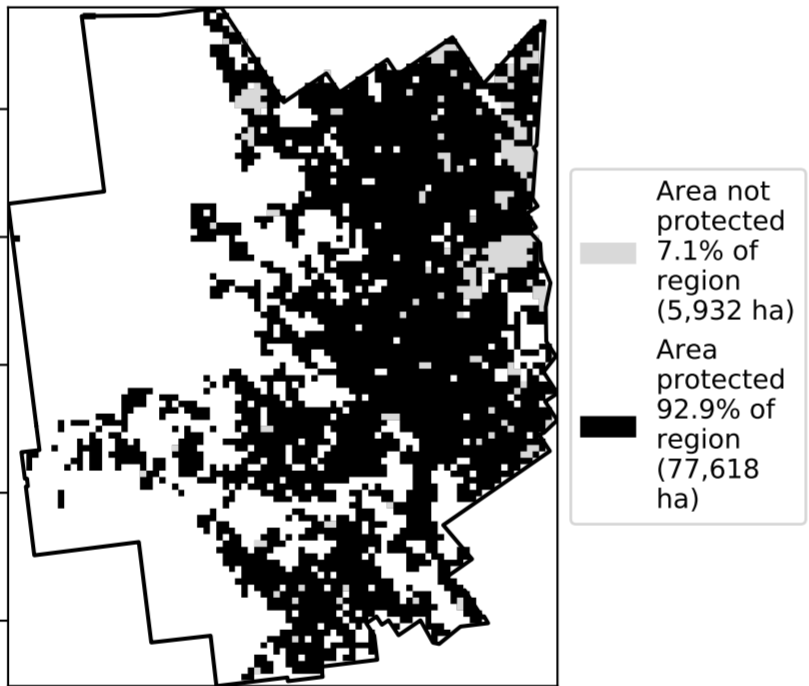 Area not
protected
7.1% of
region
(5,932 ha)
Area
protected
92.9% of
region
(77,618
ha)